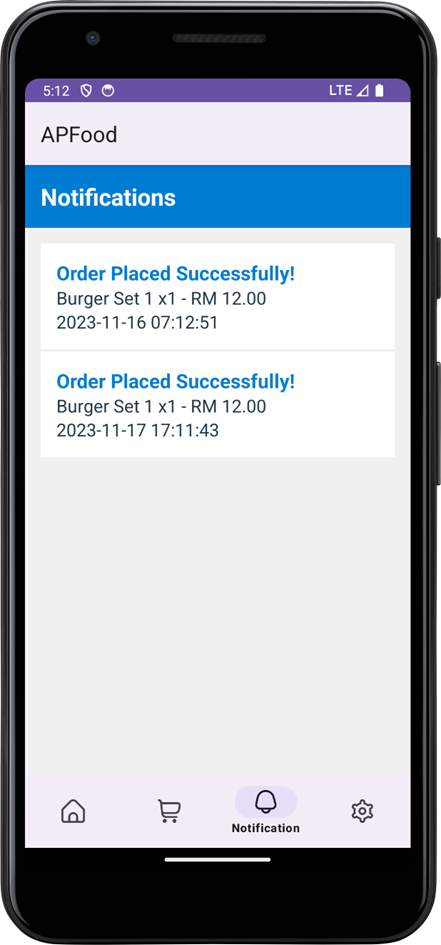 5:12 LTE
APFood
Notifications
Order Placed Successfully!
Burger Set 1 x1 - RM 12.00
2023-11-16 07:12:51
Order Placed Successfully!
Burger Set 1 x1 - RM 12.00
2023-11-17 17:11:43
Notification